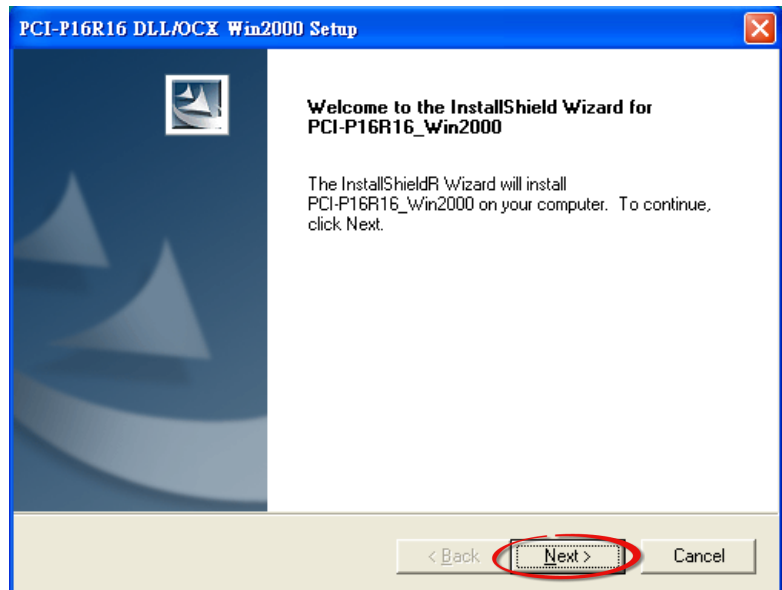 PCI-P16R16 DLL/OCX Win2000 Setup
Welcome to the InstallShield Wizard for
PCI-P16R16_Win2000
The InstallShieldR Wizard will install
PCI-P16R16_Win2000 on your computer. To continue,
click Next.
< Back Next > Cancel